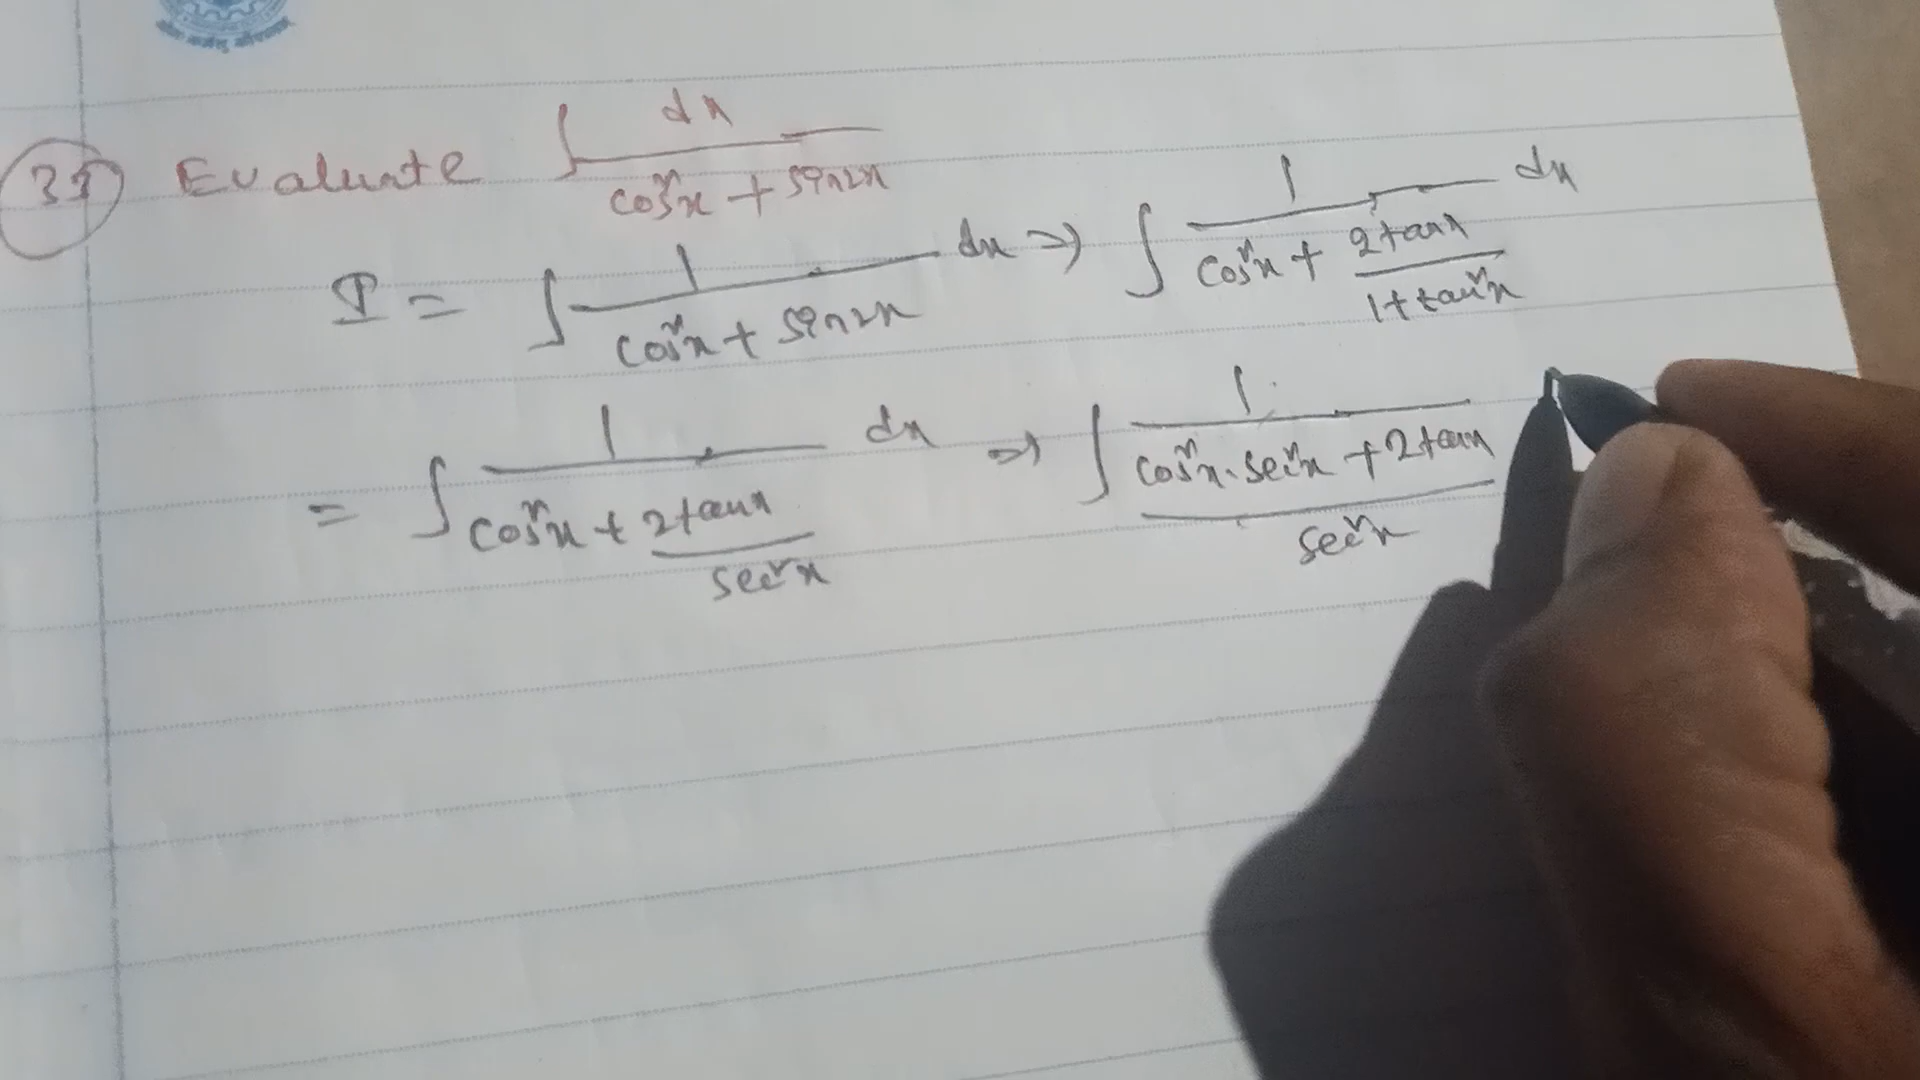 33 Evaluate ∫ dx / (cos²x + sin2x)
I = ∫ 1 / (cos²x + sin2x) dx ⇒ ∫ 1 / (cos²x + 2tanx / (1+tan²x)) dx
= ∫ 1 / (cos²x + 2tanx / sec²x) dx ⇒ ∫ 1 / ((cos²x · sec²x + 2tanx) / sec²x)